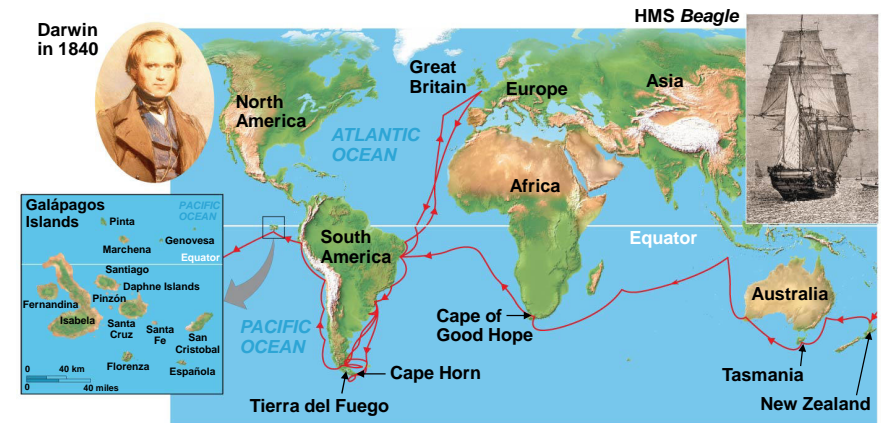 Darwin
in 1840
HMS Beagle
Great
Britain
Europe
Asia
North
America
ATLANTIC
OCEAN
Africa
Galápagos
Islands
PACIFIC
OCEAN
Pinta
Marchena
Genovesa
Equator
Santiago
Daphne Islands
Fernandina
Pinzón
Isabela
Santa
Cruz
Santa
Fe
San
Cristobal
Florenza
Española
0 40 km
0 40 miles
South
America
Equator
PACIFIC
OCEAN
Cape of
Good Hope
Cape Horn
Tierra del Fuego
Australia
Tasmania
New Zealand